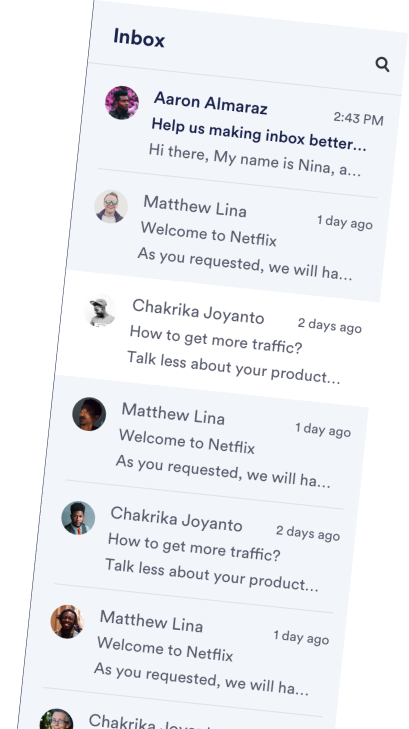 Inbox
Aaron Almaraz 2:43 PM
Help us making inbox better...
Hi there, My name is Nina, a...
Matthew Lina 1 day ago
Welcome to Netflix
As you requested, we will ha...
Chakrika Joyanto 2 days ago
How to get more traffic?
Talk less about your product...
Matthew Lina 1 day ago
Welcome to Netflix
As you requested, we will ha...
Chakrika Joyanto 2 days ago
How to get more traffic?
Talk less about your product...
Matthew Lina 1 day ago
Welcome to Netflix
As you requested, we will ha...
Chakrika